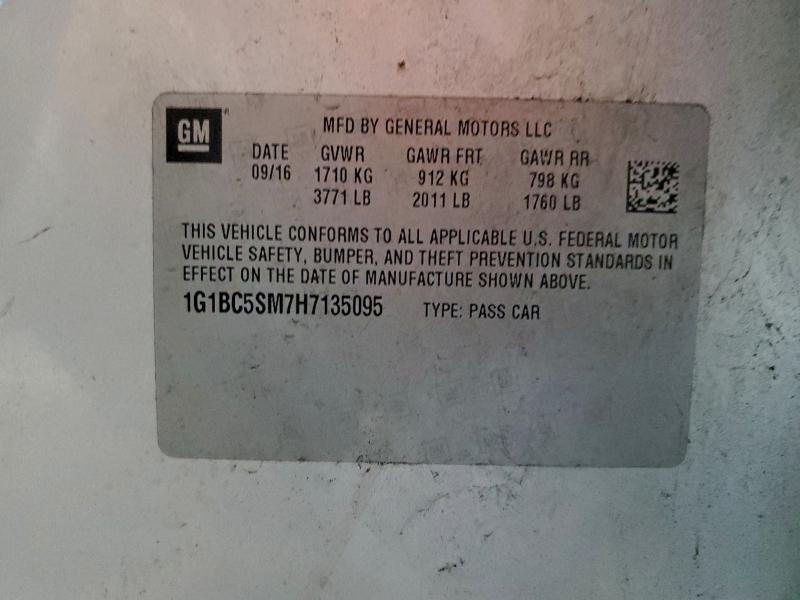 GM
MFD BY GENERAL MOTORS LLC
DATE GVWR GAWR FRT GAWR RR
09/16 1710 KG 912 KG 798 KG
3771 LB 2011 LB 1760 LB
THIS VEHICLE CONFORMS TO ALL APPLICABLE U.S. FEDERAL MOTOR
VEHICLE SAFETY, BUMPER, AND THEFT PREVENTION STANDARDS IN
EFFECT ON THE DATE OF MANUFACTURE SHOWN ABOVE.
1G1BC5SM7H7135095 TYPE: PASS CAR